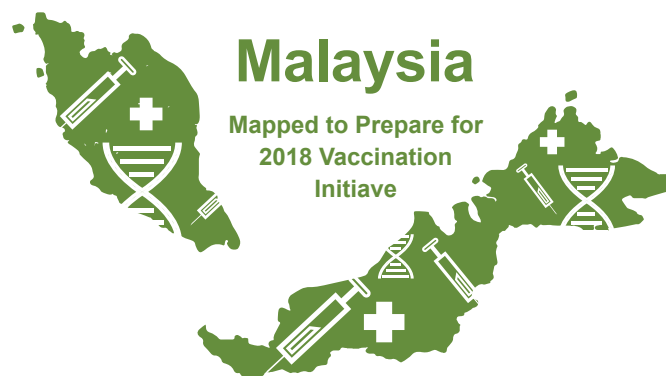 Malaysia
Mapped to Prepare for
2018 Vaccination
Initiave